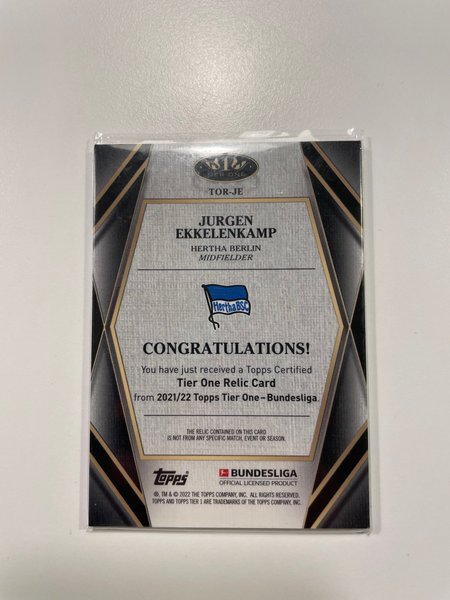 TIER ONE
TOR-JE
JURGEN
EKKELENKAMP
HERTHA BERLIN
MIDFIELDER
Hertha BSC
CONGRATULATIONS!
You have just received a Topps Certified
Tier One Relic Card
from 2021/22 Topps Tier One – Bundesliga.
THE RELIC CONTAINED ON THIS CARD
IS NOT FROM ANY SPECIFIC MATCH, EVENT OR SEASON.
Topps
BUNDESLIGA
OFFICIAL LICENSED PRODUCT
®, TM & © 2022 THE TOPPS COMPANY, INC. ALL RIGHTS RESERVED.
TOPPS AND TOPPS TIER 1 ARE TRADEMARKS OF THE TOPPS COMPANY, INC.